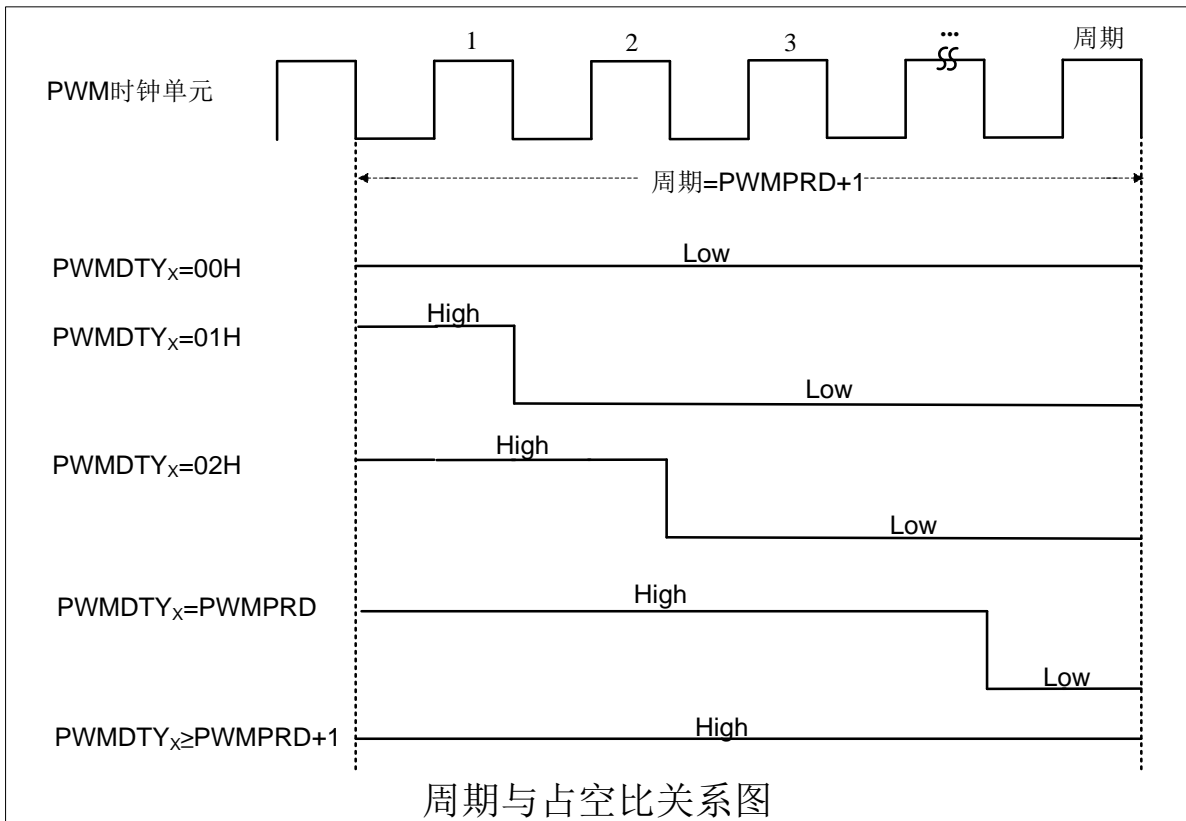 1 2 3 ... 周期
PWM时钟单元
周期=PWMPRD+1
PWMDTYX=00H Low
High
PWMDTYX=01H
Low
PWMDTYX=02H High
Low
PWMDTYX=PWMPRD High
Low
PWMDTYX≥PWMPRD+1 High
周期与占空比关系图